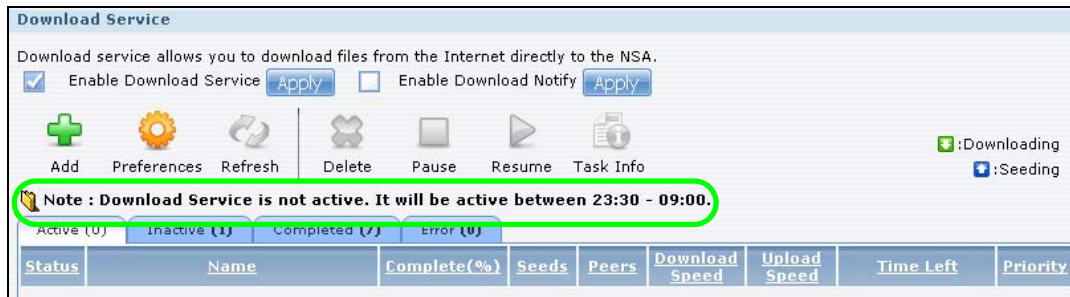 Download Service
Download service allows you to download files from the Internet directly to the NSA.
Enable Download Service Apply Enable Download Notify Apply
Add Preferences Refresh Delete Pause Resume Task Info
:Downloading
:Seeding
Note : Download Service is not active. It will be active between 23:30 - 09:00.
Active (0) Inactive (1) Completed (7) Error (0)
Status Name Complete(%) Seeds Peers Download Speed Upload Speed Time Left Priority